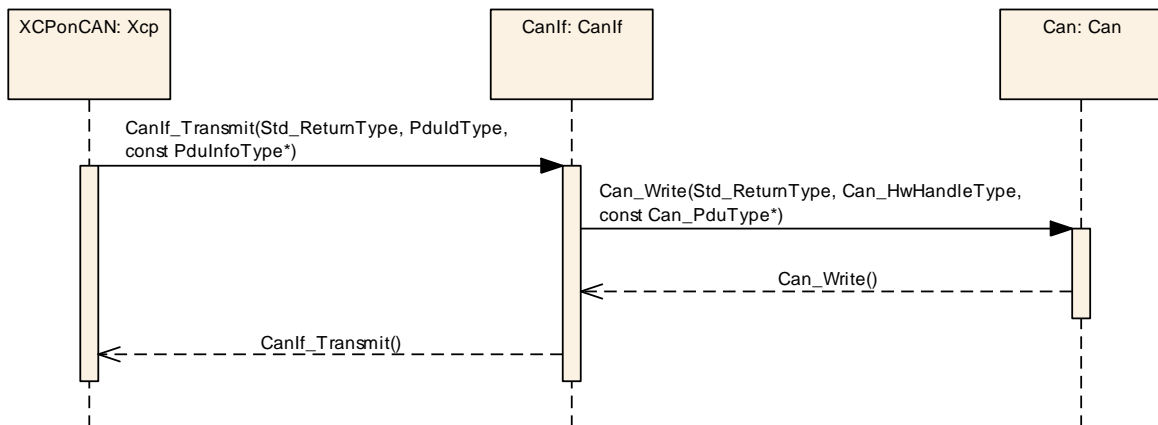 XCPonCAN: Xcp
CanIf: CanIf
Can: Can
CanIf_Transmit(Std_ReturnType, PduIdType,
const PduInfoType*)
Can_Write(Std_ReturnType, Can_HwHandleType,
const Can_PduType*)
Can_Write()
CanIf_Transmit()